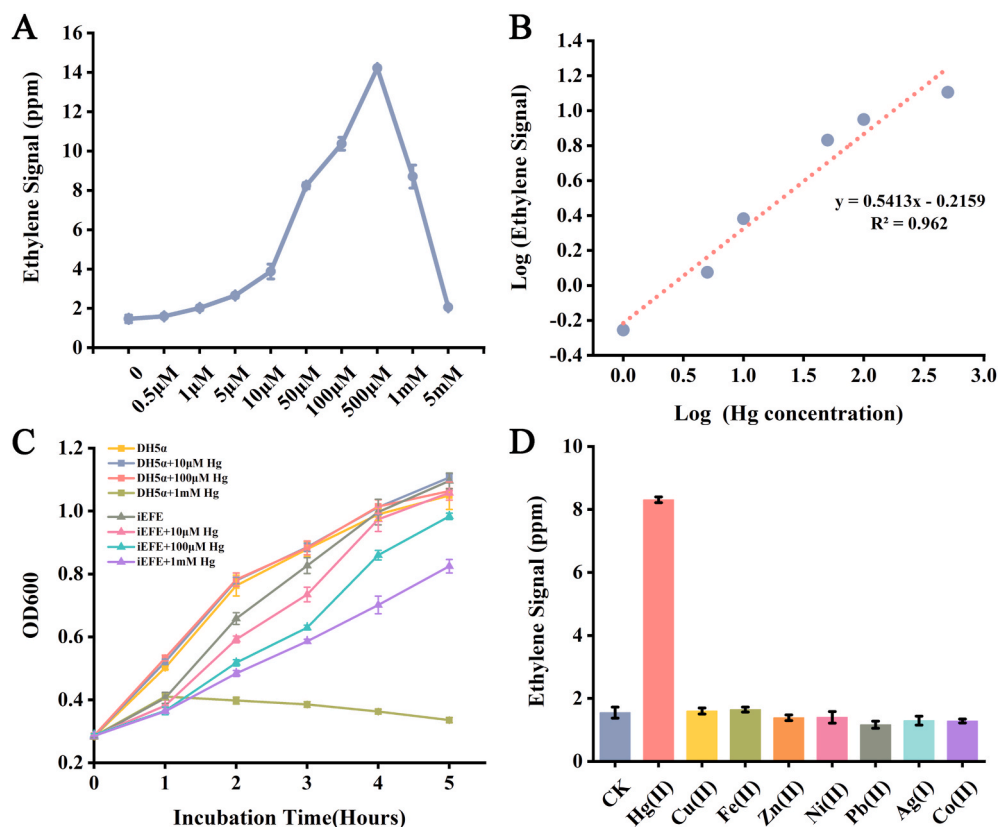 A
Ethylene Signal (ppm)
16
14
12
10
8
6
4
2
0
0
0.5μM
1μM
5μM
10μM
50μM
100μM
500μM
1mM
5mM
B
Log (Ethylene Signal)
1.4
1.2
1.0
0.8
0.6
0.4
0.2
0.0
-0.2
-0.4
y = 0.5413x - 0.2159
R² = 0.962
0.0 0.5 1.0 1.5 2.0 2.5 3.0
Log (Hg concentration)
C
OD600
1.2
1.0
0.8
0.6
0.4
0.2
DH5α
DH5α+10μM Hg
DH5α+100μM Hg
DH5α+1mM Hg
iEFE
iEFE+10μM Hg
iEFE+100μM Hg
iEFE+1mM Hg
0 1 2 3 4 5
Incubation Time(Hours)
D
Ethylene Signal (ppm)
10
8
6
4
2
0
CK
Hg(II)
Cu(II)
Fe(II)
Zn(II)
Ni(II)
Pb(II)
Ag(I)
Co(II)